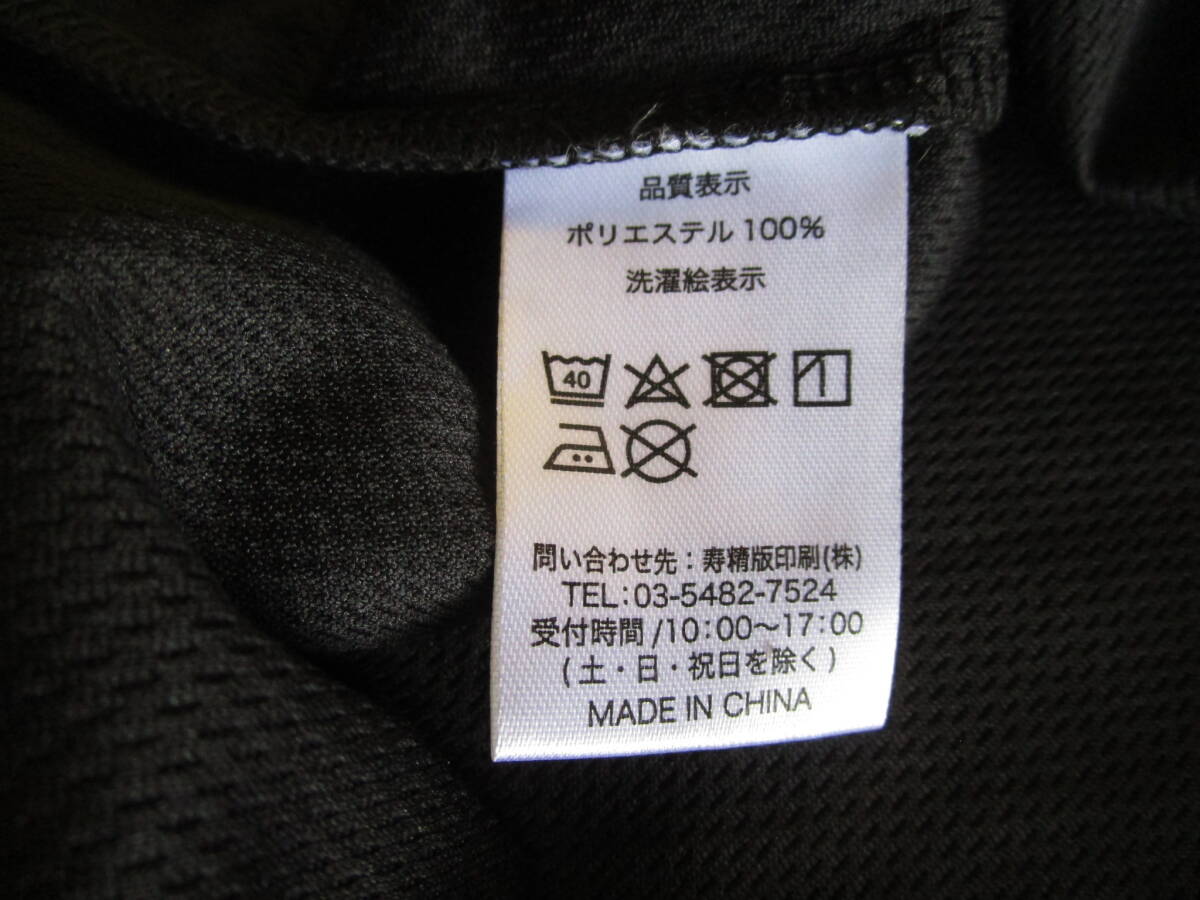 品質表示
ポリエステル 100%
洗濯絵表示
40
問い合わせ先：寿精版印刷(株)
TEL:03-5482-7524
受付時間/10:00〜17:00
(土・日・祝日を除く)
MADE IN CHINA